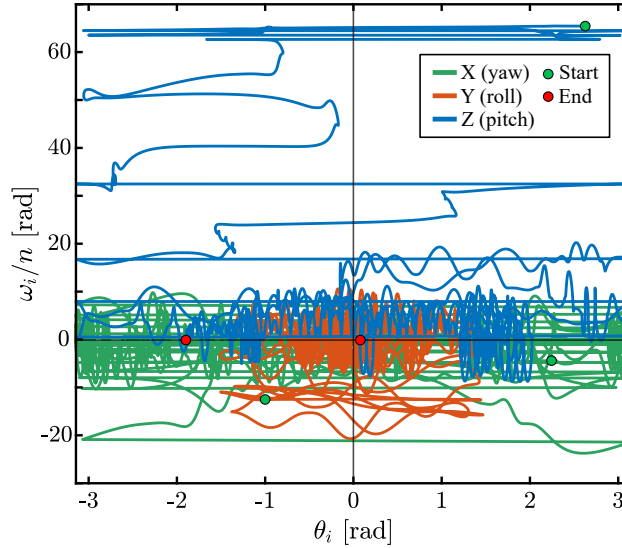 60
40
20
0
-20
ω_i/n [rad]
X (yaw)
Y (roll)
Z (pitch)
Start
End
-3 -2 -1 0 1 2 3
θ_i [rad]